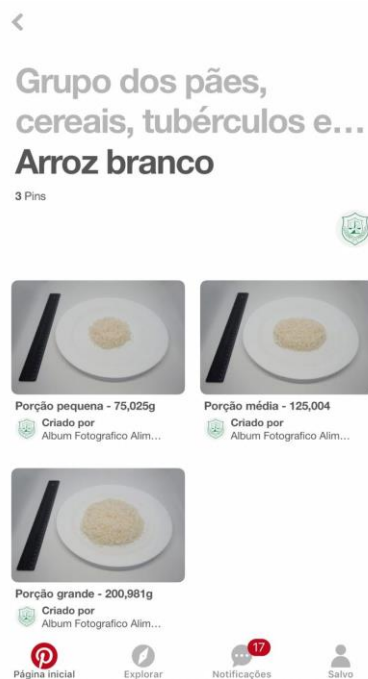 Grupo dos pães,
cereais, tubérculos e...
Arroz branco
3 Pins
Porção pequena - 75,025g
Criado por
Album Fotografico Alim...
Porção média - 125,004
Criado por
Album Fotografico Alim...
Porção grande - 200,981g
Criado por
Album Fotografico Alim...
17
Página inicial
Explorar
Notificações
Salvo